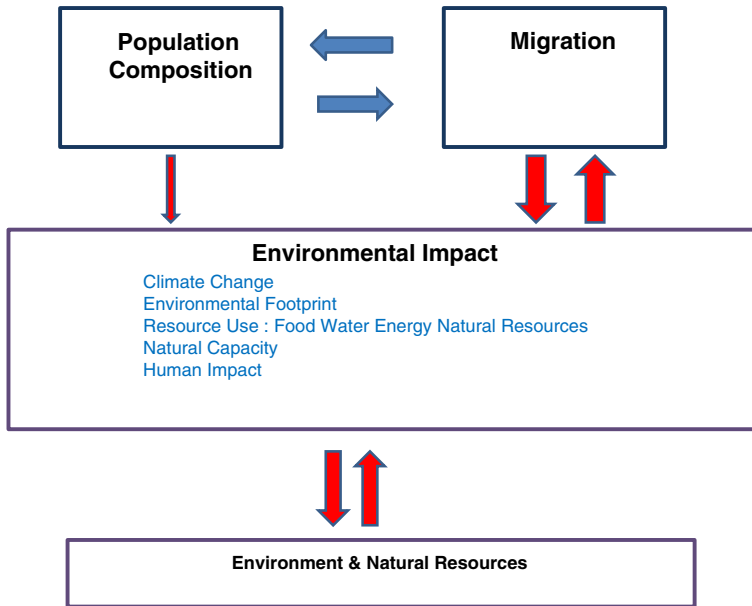 Population
Composition
Migration
Environmental Impact
Climate Change
Environmental Footprint
Resource Use : Food Water Energy Natural Resources
Natural Capacity
Human Impact
Environment & Natural Resources